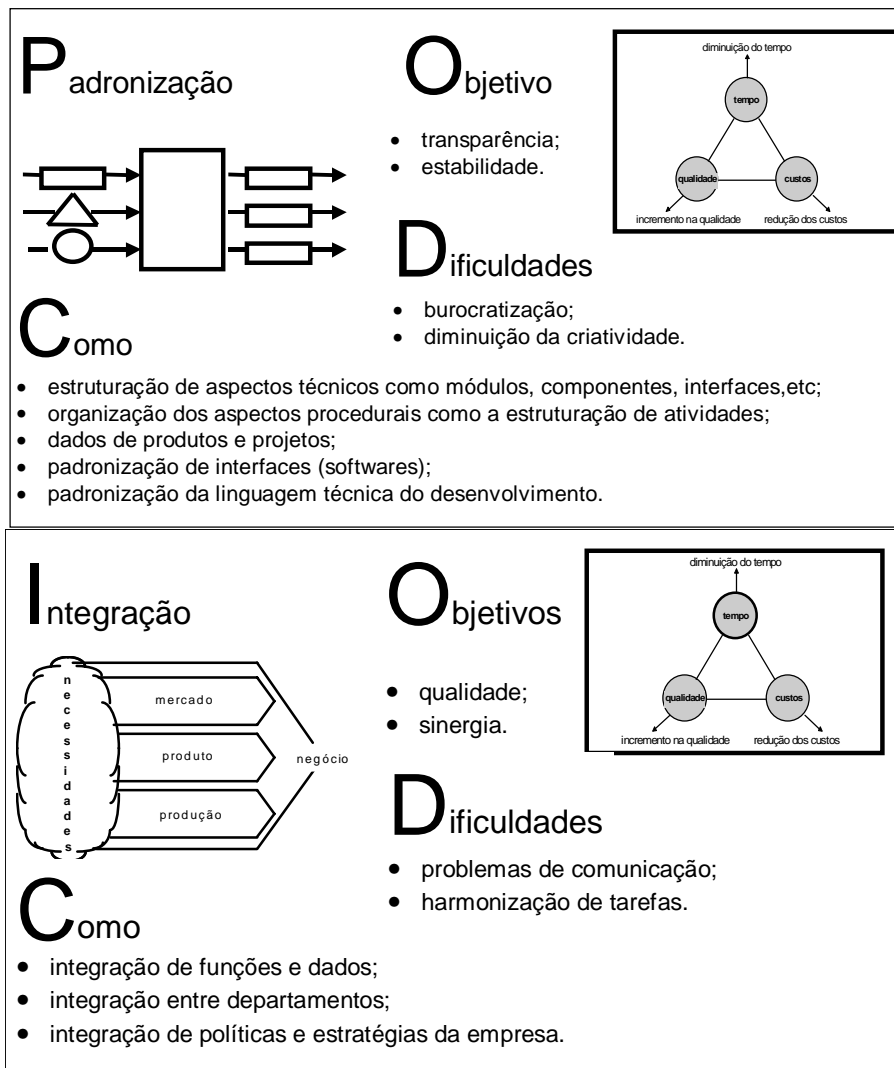 Padronização
Objetivo
• transparência;
• estabilidade.
diminuição do tempo
tempo
qualidade
custos
incremento na qualidade
redução dos custos
Dificuldades
• burocratização;
• diminuição da criatividade.
Como
• estruturação de aspectos técnicos como módulos, componentes, interfaces,etc;
• organização dos aspectos procedurais como a estruturação de atividades;
• dados de produtos e projetos;
• padronização de interfaces (softwares);
• padronização da linguagem técnica do desenvolvimento.
Integração
necessidades
mercado
produto
produção
negócio
Objetivos
• qualidade;
• sinergia.
diminuição do tempo
tempo
qualidade
custos
incremento na qualidade
redução dos custos
Dificuldades
• problemas de comunicação;
• harmonização de tarefas.
Como
• integração de funções e dados;
• integração entre departamentos;
• integração de políticas e estratégias da empresa.